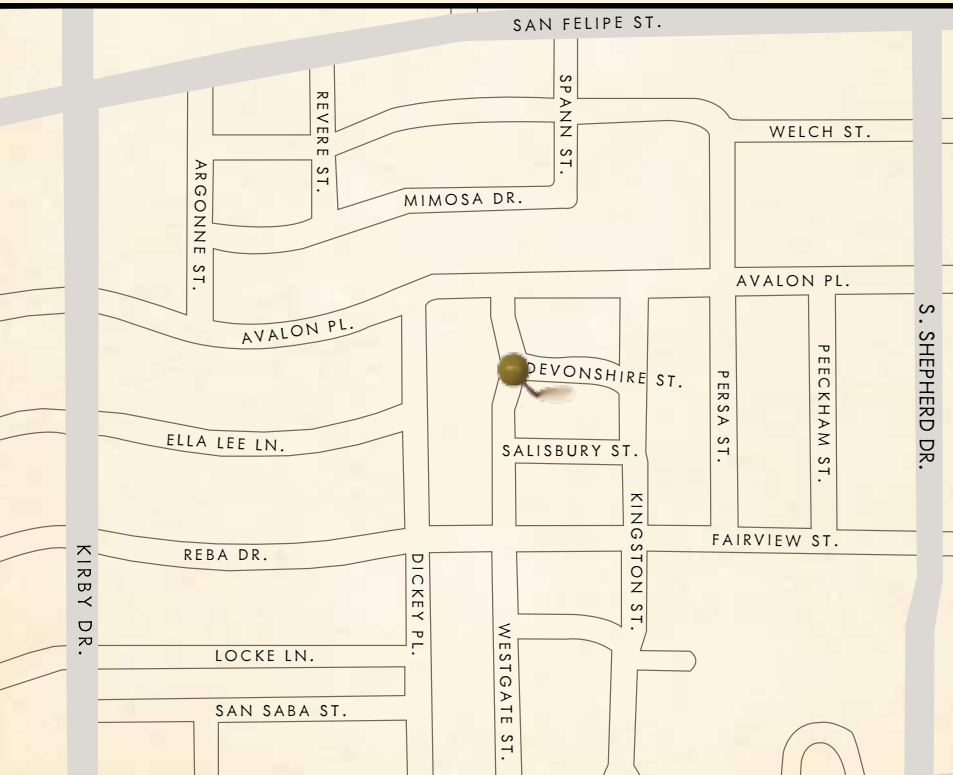 SAN FELIPE ST.
REVERE ST.
SPANN ST.
WELCH ST.
ARGONNE ST.
MIMOSA DR.
AVALON PL.
AVALON PL.
S. SHEPHERD DR.
DEVONSHIRE ST.
PERSA ST.
PEECKHAM ST.
ELLA LEE LN.
SALISBURY ST.
KINGSTON ST.
FAIRVIEW ST.
KIRBY DR.
REBA DR.
DICKEY PL.
WESTGATE ST.
LOCKE LN.
SAN SABA ST.